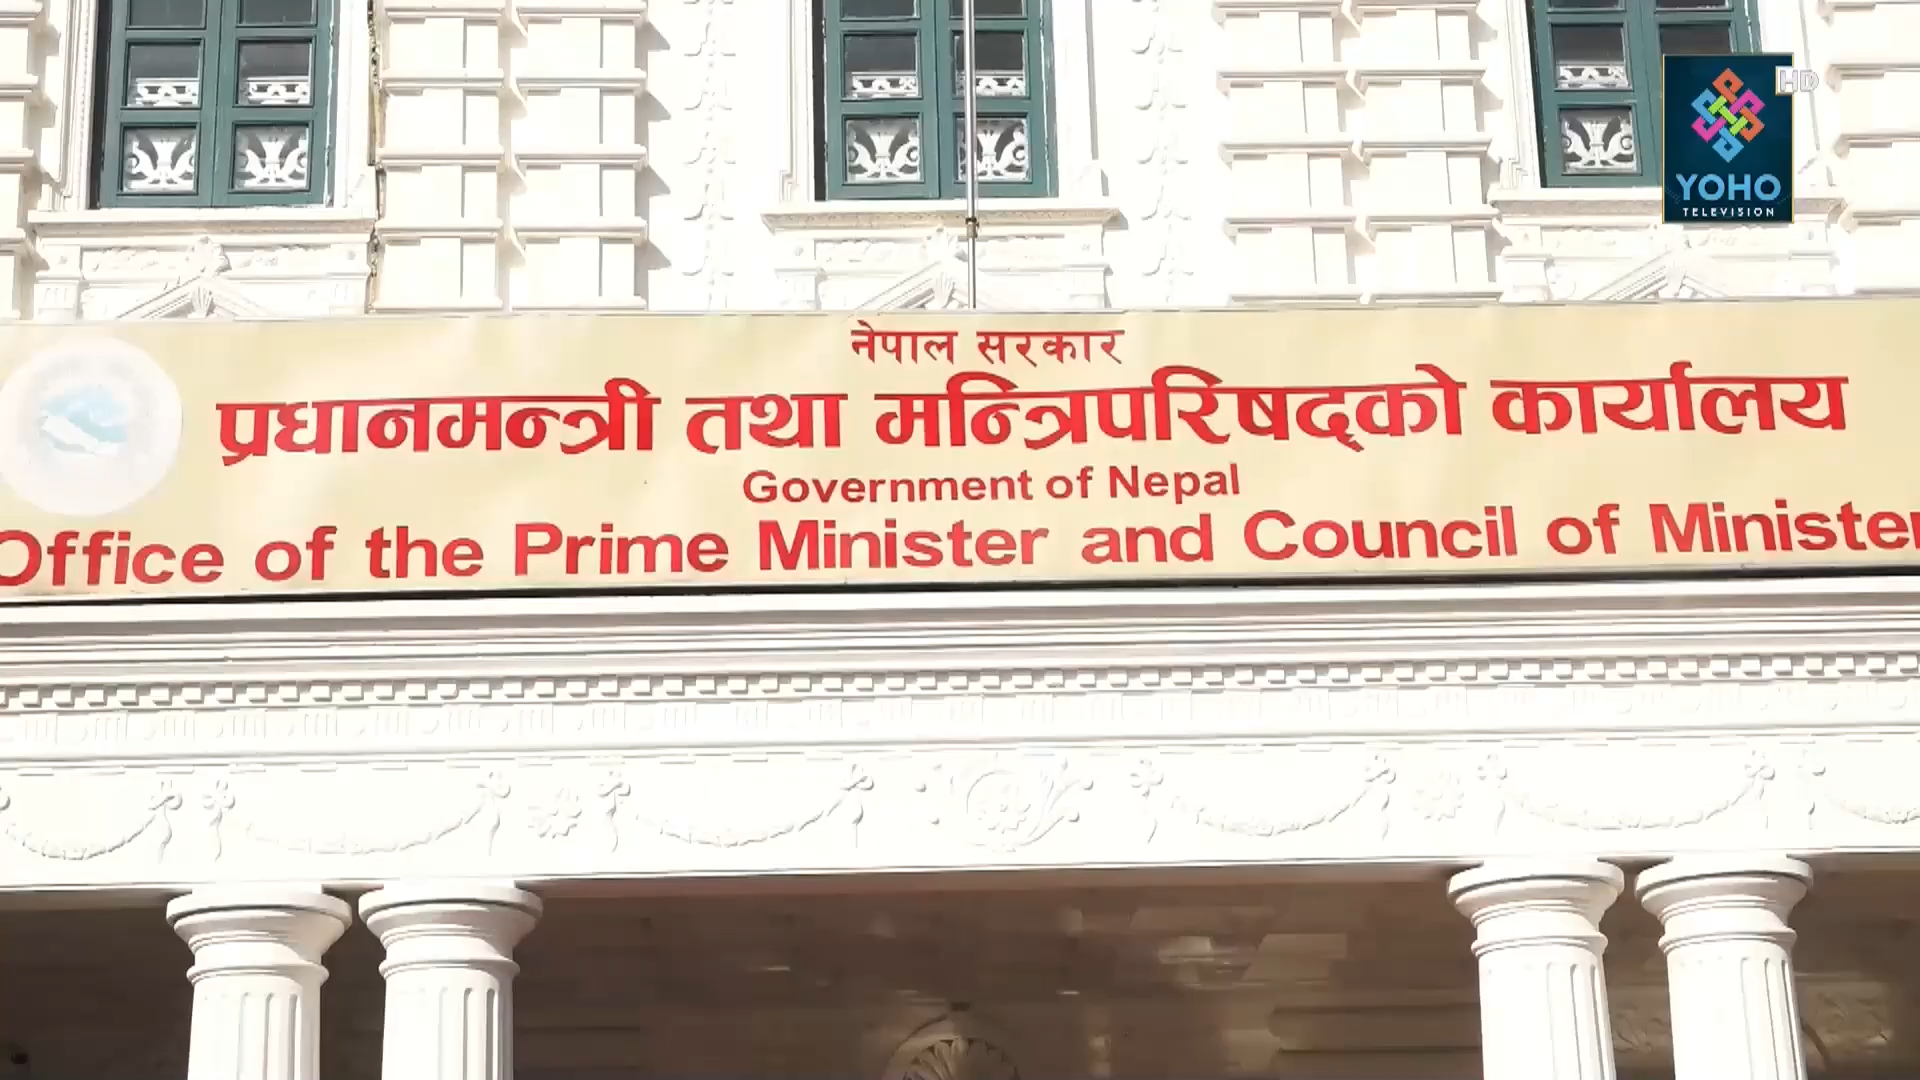 HD
YOHO
TELEVISION
नेपाल सरकार
प्रधानमन्त्री तथा मन्त्रिपरिषद्को कार्यालय
Government of Nepal
Office of the Prime Minister and Council of Minister